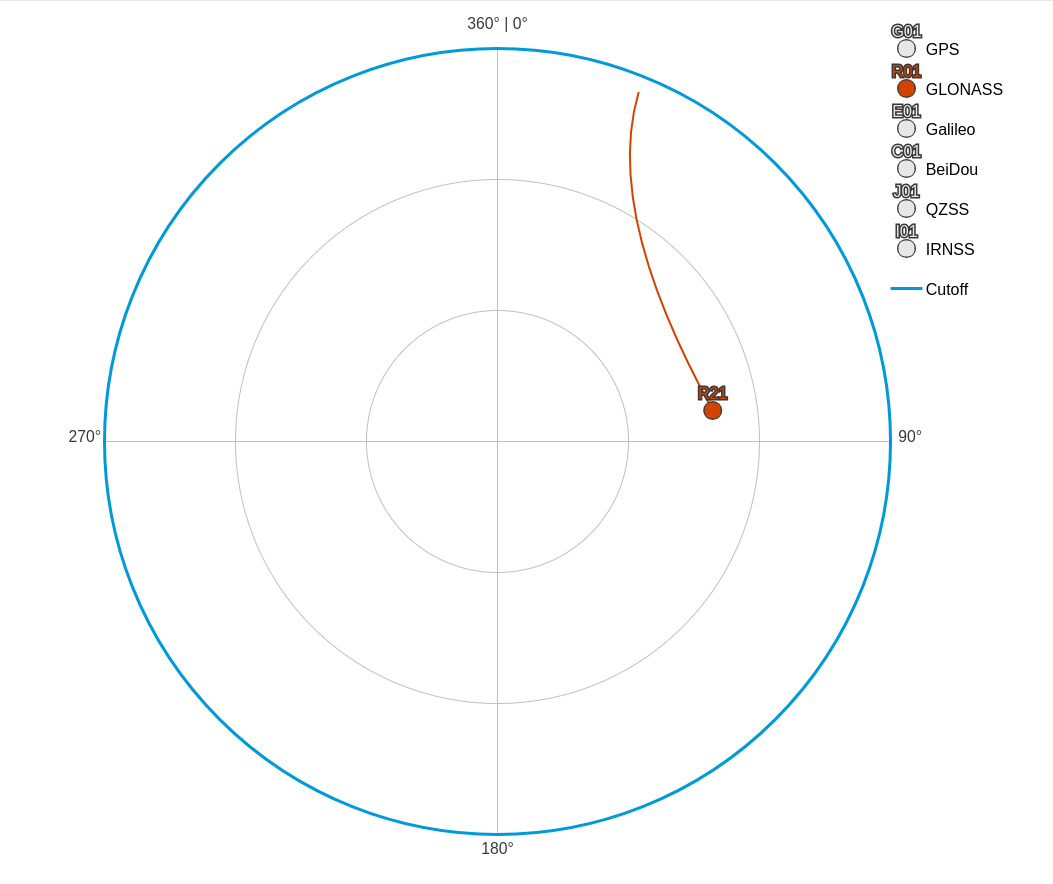 360° | 0°
G01
GPS
R01
GLONASS
E01
Galileo
C01
BeiDou
J01
QZSS
I01
IRNSS
Cutoff
R21
270°
90°
180°